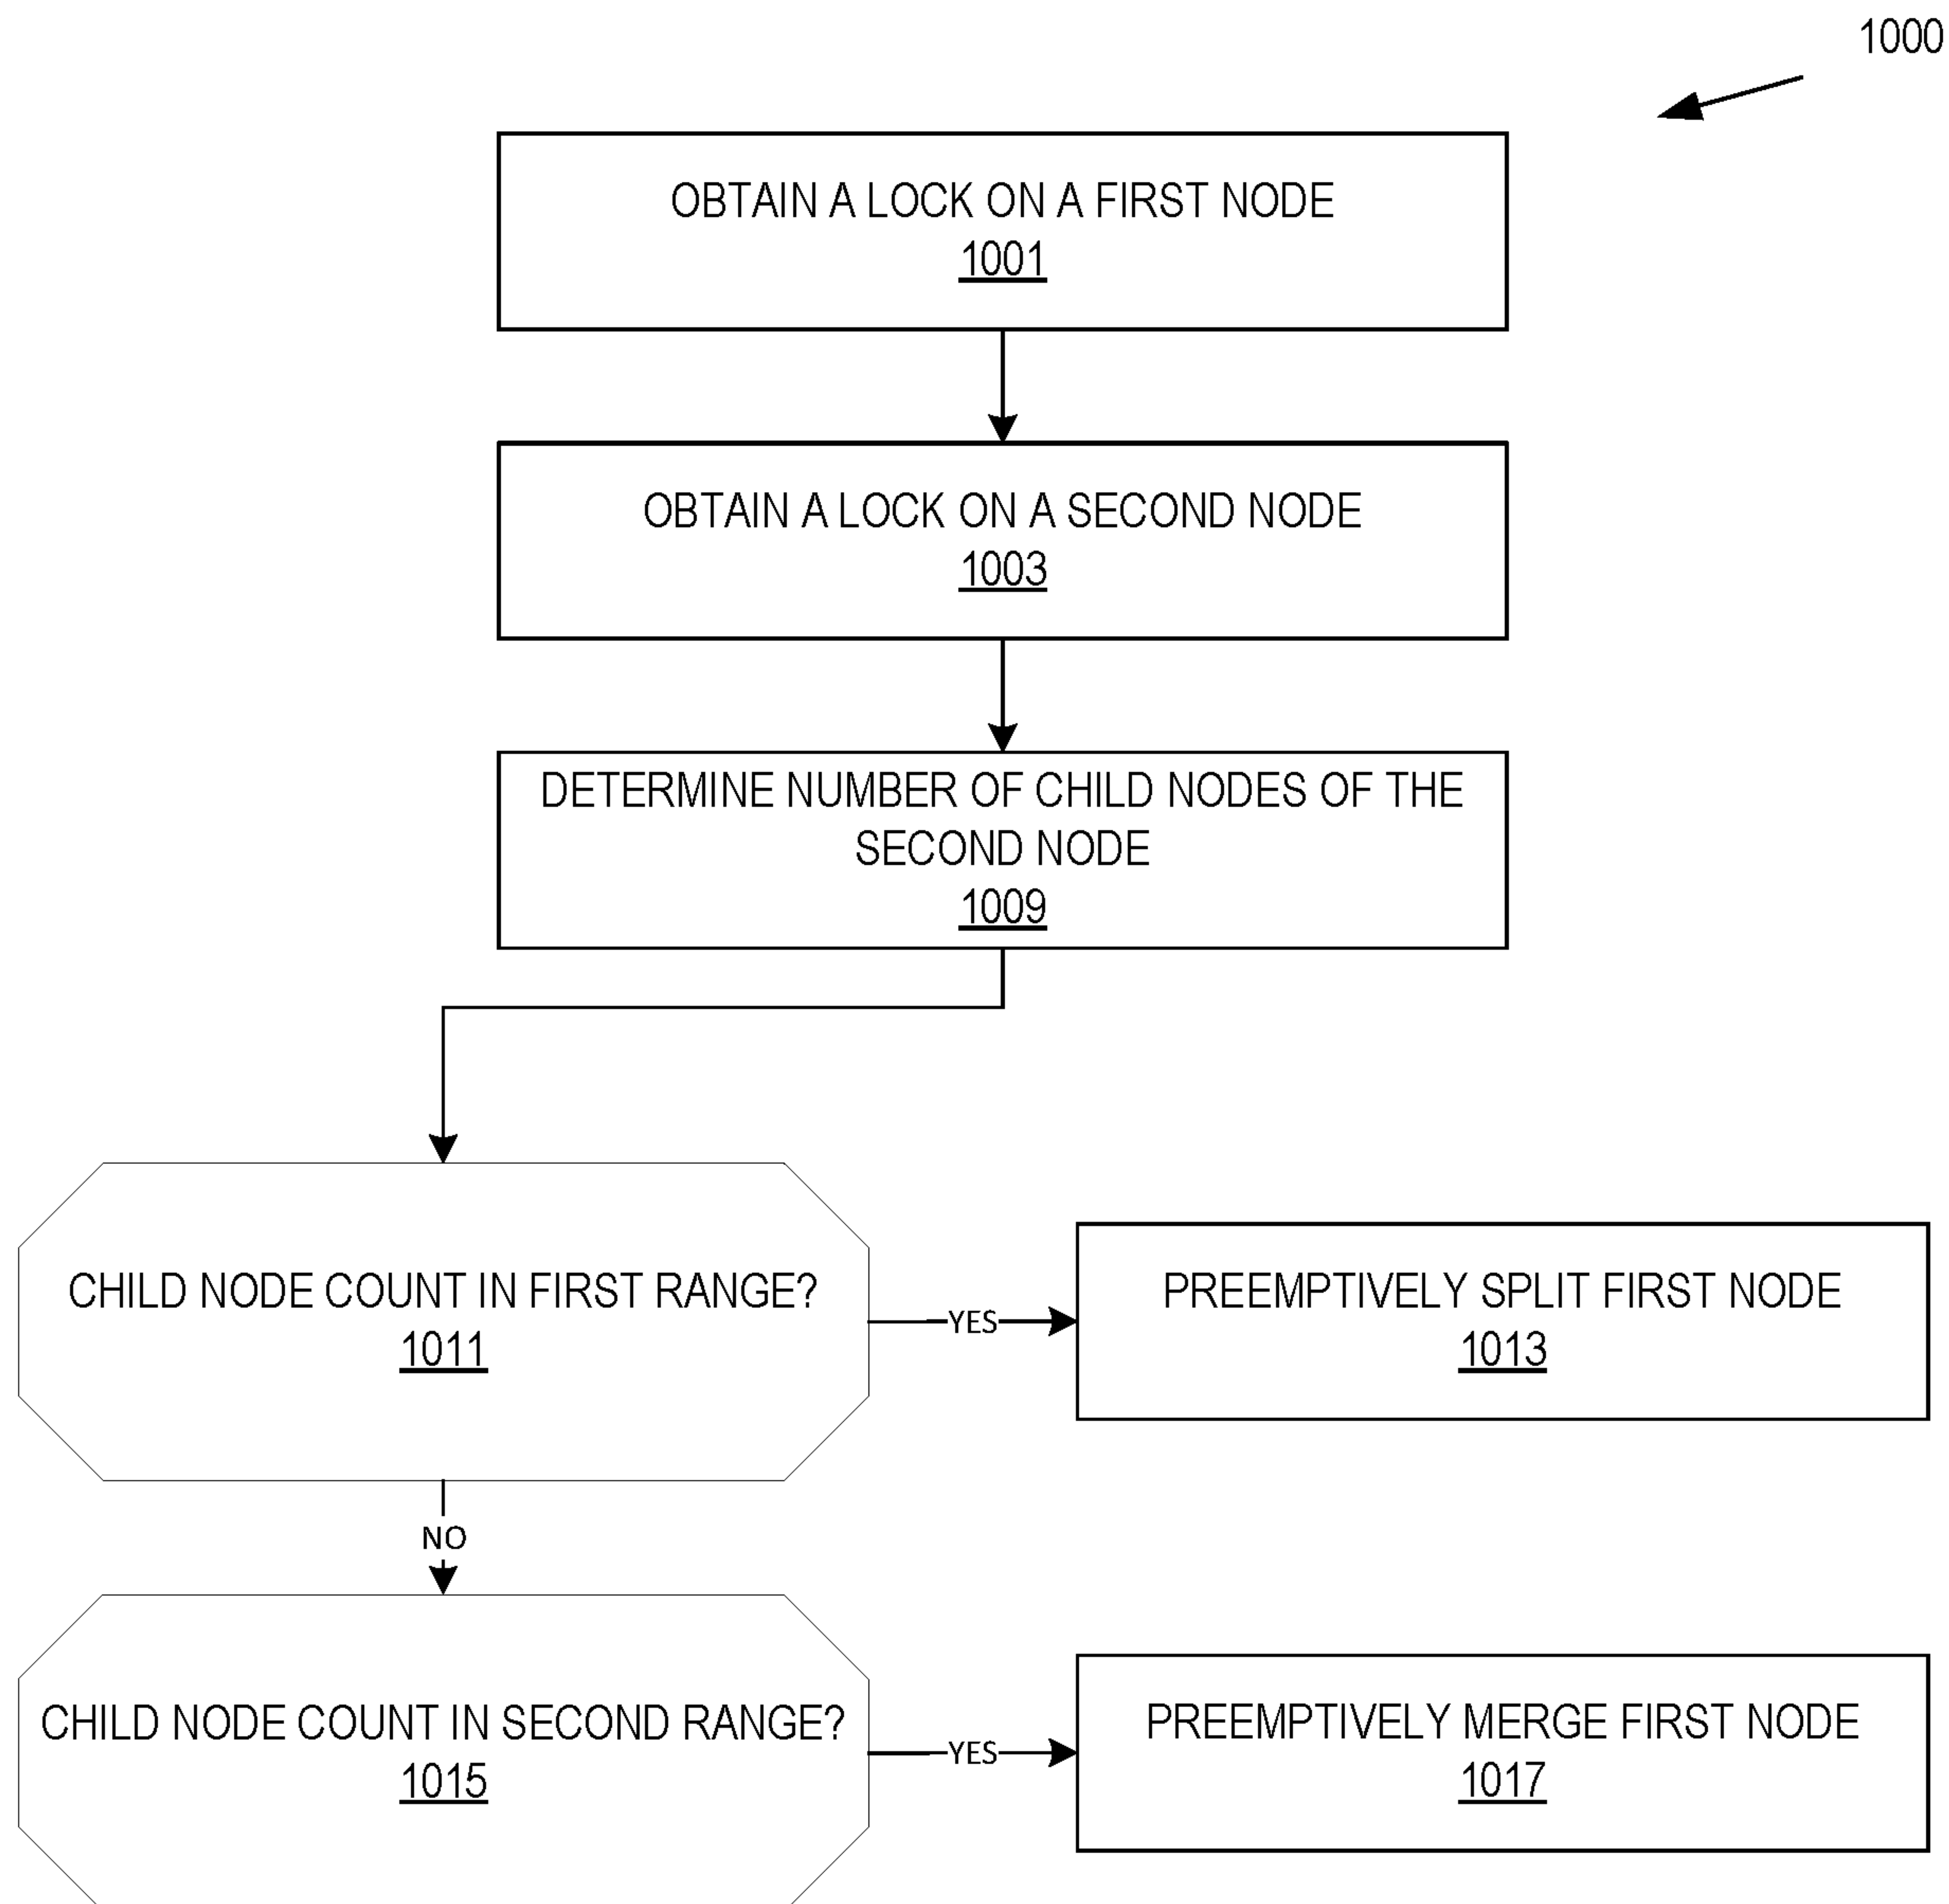 1000
OBTAIN A LOCK ON A FIRST NODE
1001
OBTAIN A LOCK ON A SECOND NODE
1003
DETERMINE NUMBER OF CHILD NODES OF THE
SECOND NODE
1009
CHILD NODE COUNT IN FIRST RANGE?
1011
YES
PREEMPTIVELY SPLIT FIRST NODE
1013
NO
CHILD NODE COUNT IN SECOND RANGE?
1015
YES
PREEMPTIVELY MERGE FIRST NODE
1017